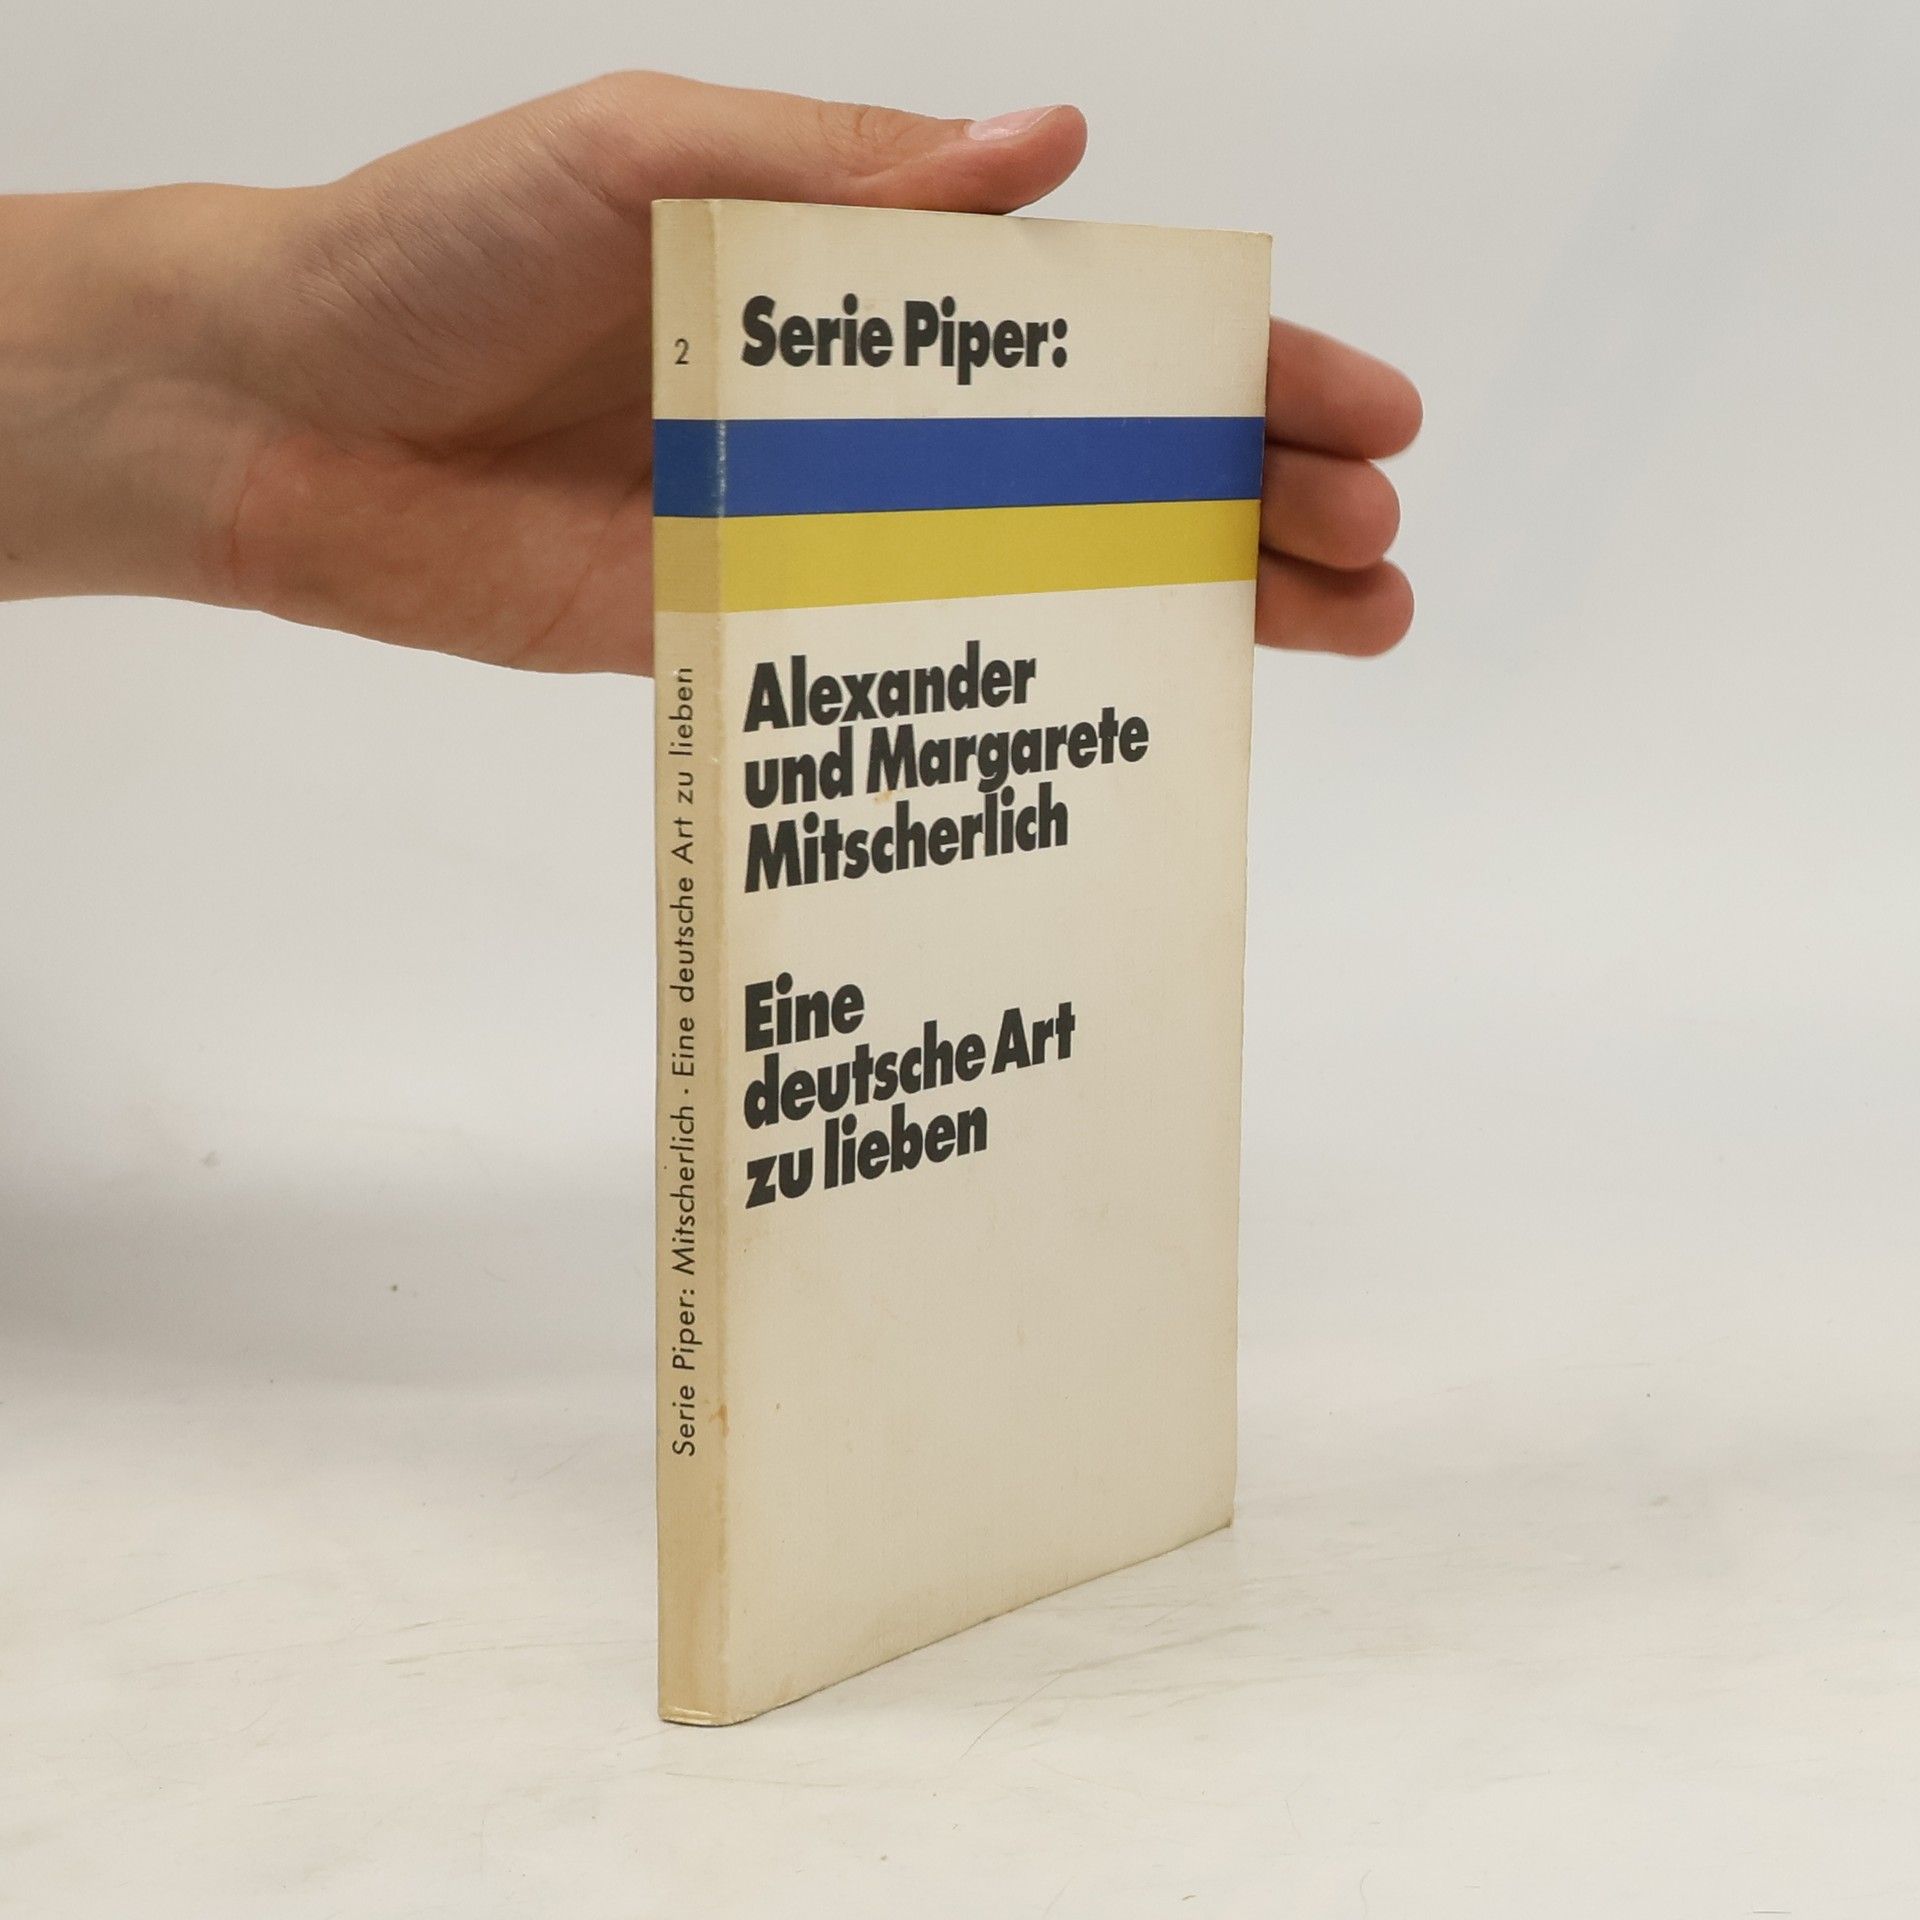 2
Serie Piper: Mitscherlich · Eine deutsche Art zu lieben
Serie Piper:
Alexander
und Margarete
Mitscherlich
Eine
deutsche Art
zu lieben